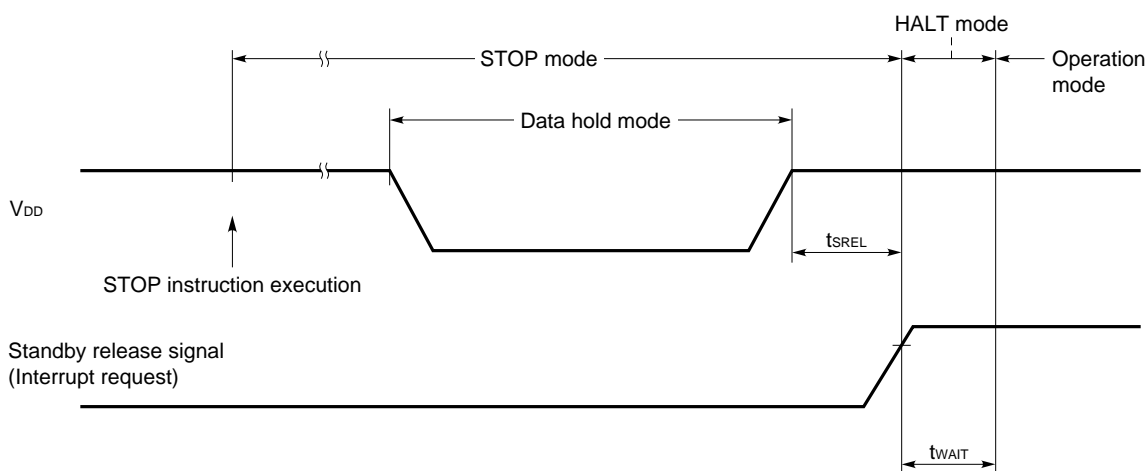 HALT mode
STOP mode
Operation
mode
Data hold mode
VDD
tSREL
STOP instruction execution
Standby release signal
(Interrupt request)
tWAIT